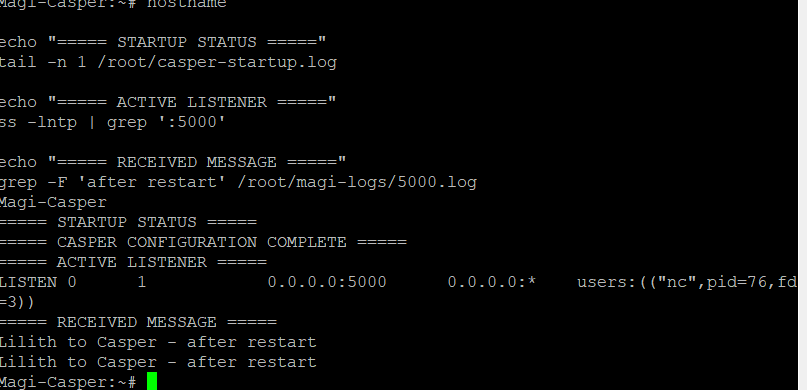 Magi-Casper:~# hostname
echo "===== STARTUP STATUS ====="
tail -n 1 /root/casper-startup.log
echo "===== ACTIVE LISTENER ====="
ss -lntp | grep ':5000'
echo "===== RECEIVED MESSAGE ====="
grep -F 'after restart' /root/magi-logs/5000.log
Magi-Casper
===== STARTUP STATUS =====
===== CASPER CONFIGURATION COMPLETE =====
===== ACTIVE LISTENER =====
LISTEN 0 1 0.0.0.0:5000 0.0.0.0:* users:(("nc",pid=76,fd
=3))
===== RECEIVED MESSAGE =====
Lilith to Casper - after restart
Lilith to Casper - after restart
Magi-Casper:~#